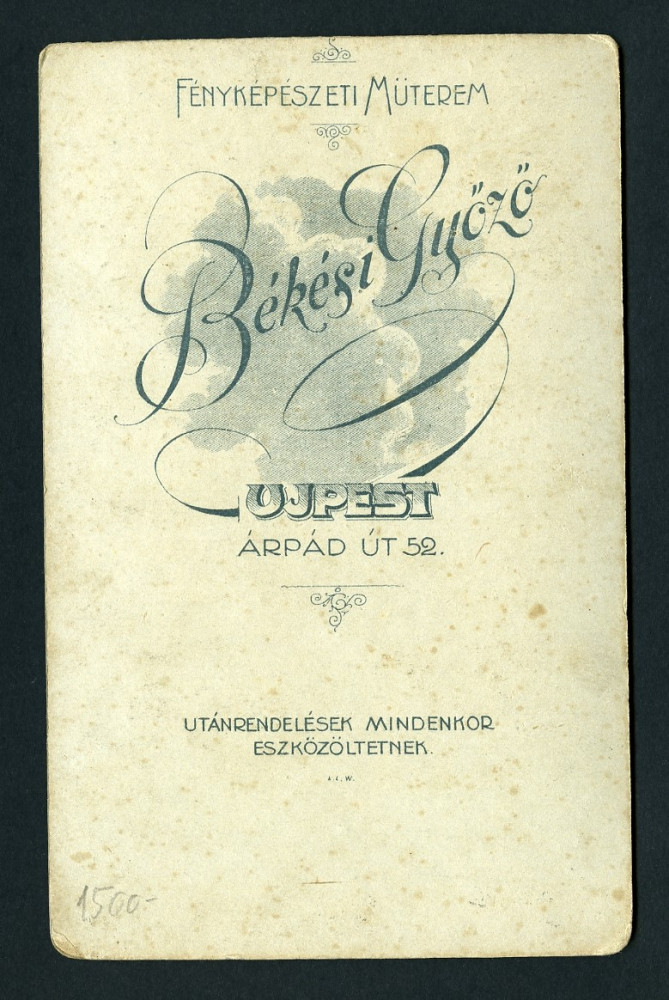 FÉNYKÉPÉSZETI MÜTEREM
Békési Győző
UJPEST
ÁRPÁD ÚT 52.
UTÁNRENDELÉSEK MINDENKOR
ESZKÖZÖLTETNEK.
1500-